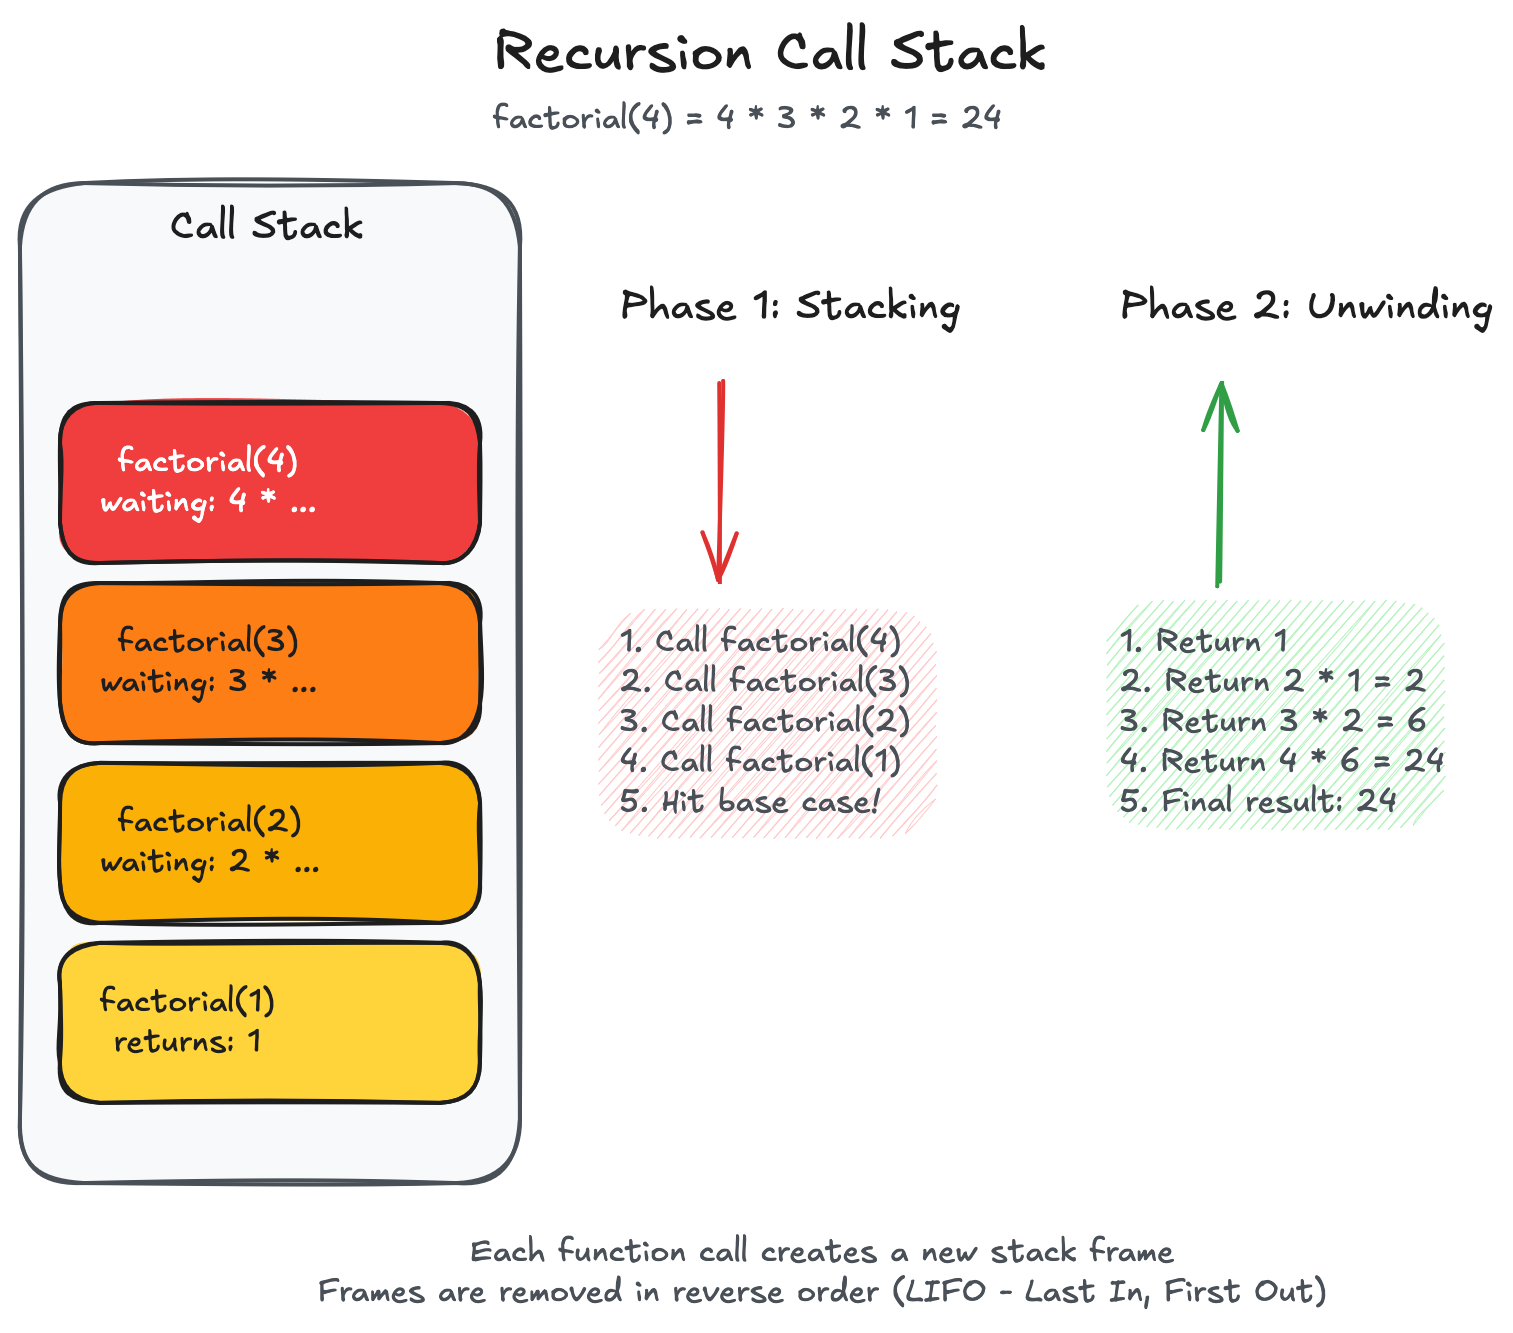 Recursion Call Stack
factorial(4) = 4 * 3 * 2 * 1 = 24
Call Stack
factorial(4)
waiting: 4 * ...
factorial(3)
waiting: 3 * ...
factorial(2)
waiting: 2 * ...
factorial(1)
returns: 1
Phase 1: Stacking
1. Call factorial(4)
2. Call factorial(3)
3. Call factorial(2)
4. Call factorial(1)
5. Hit base case!
Phase 2: Unwinding
1. Return 1
2. Return 2 * 1 = 2
3. Return 3 * 2 = 6
4. Return 4 * 6 = 24
5. Final result: 24
Each function call creates a new stack frame
Frames are removed in reverse order (LIFO - Last In, First Out)